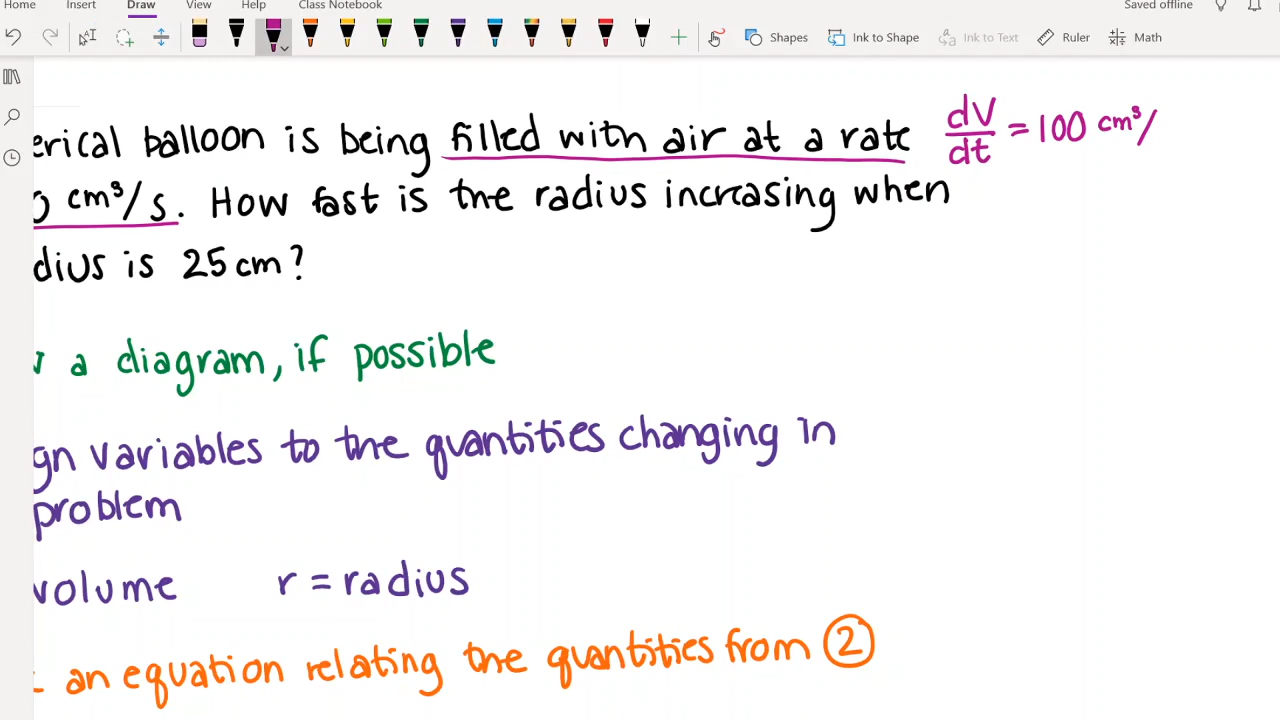 Home Insert Draw View Help Class Notebook Saved offline
Shapes Ink to Shape Ink to Text Ruler Math
erical balloon is being filled with air at a rate dV/dt = 100 cm³/
0 cm³/s. How fast is the radius increasing when
dius is 25 cm?
a diagram, if possible
gn variables to the quantities changing in
problem
volume r = radius
an equation relating the quantities from ②